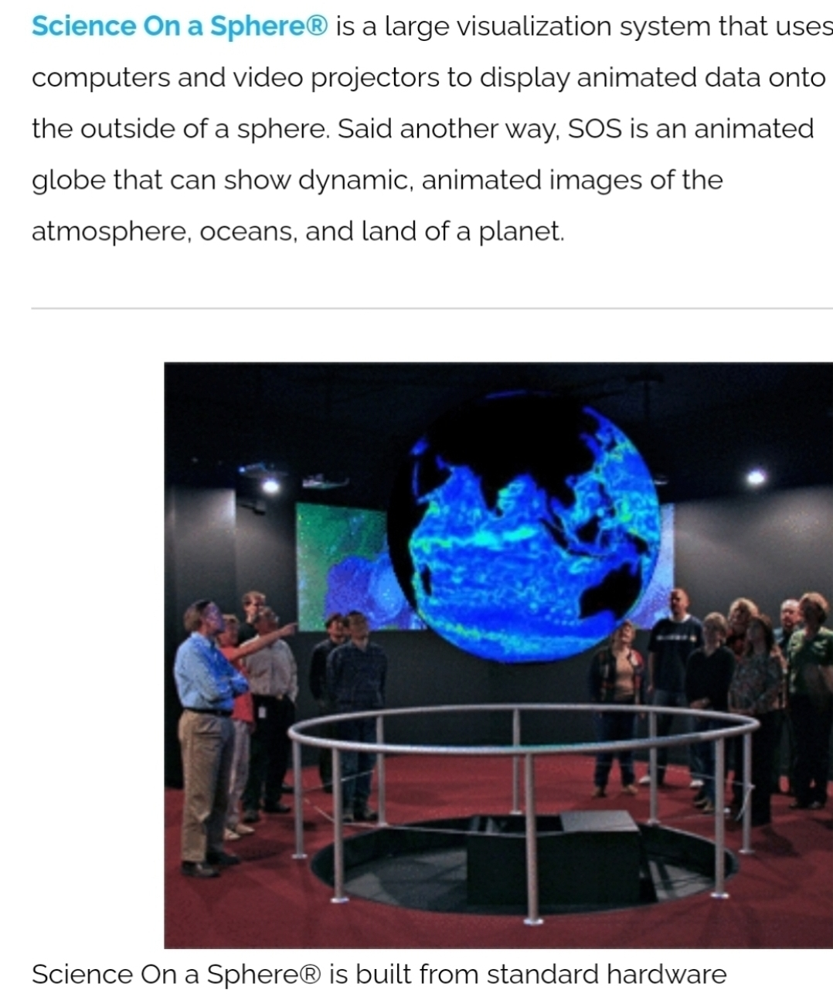 Science On a Sphere® is a large visualization system that uses
computers and video projectors to display animated data onto
the outside of a sphere. Said another way, SOS is an animated
globe that can show dynamic, animated images of the
atmosphere, oceans, and land of a planet.
Science On a Sphere® is built from standard hardware